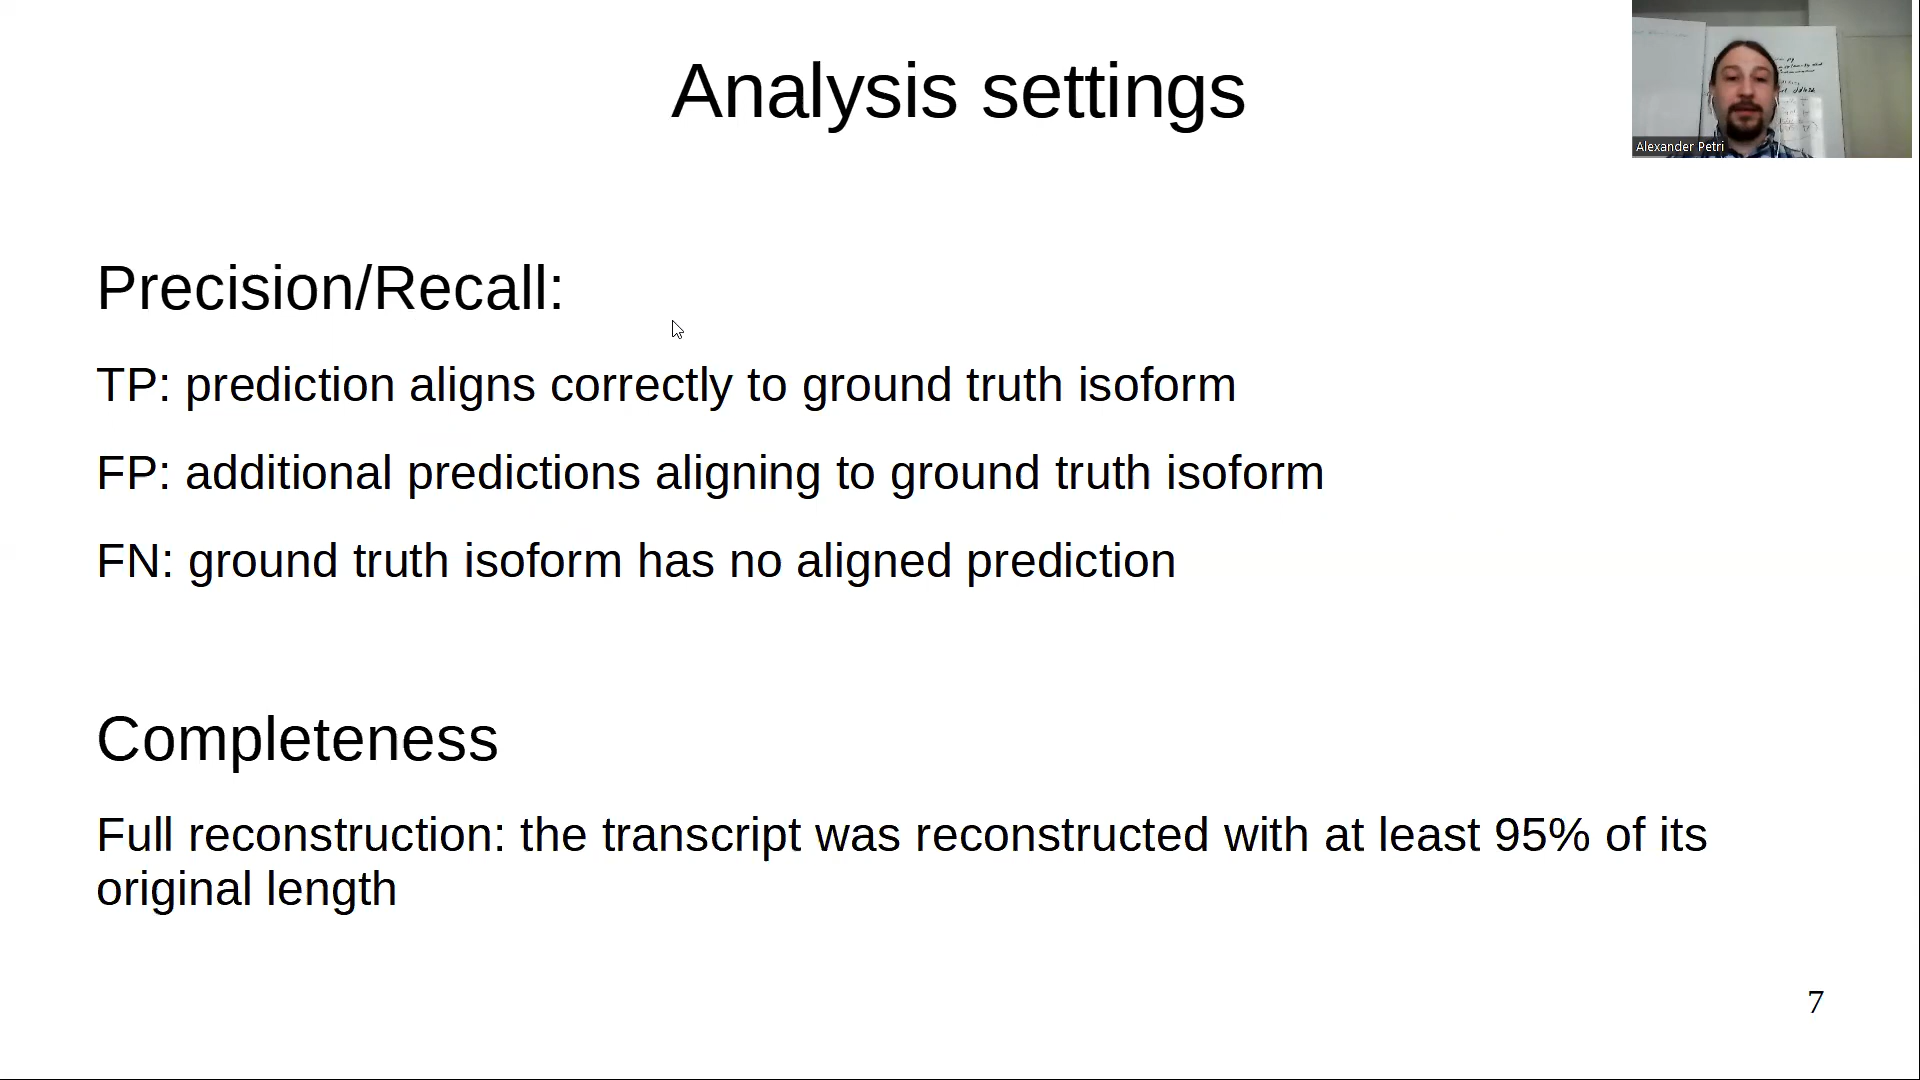 Analysis settings
Alexander Petri
Precision/Recall:
TP: prediction aligns correctly to ground truth isoform
FP: additional predictions aligning to ground truth isoform
FN: ground truth isoform has no aligned prediction
Completeness
Full reconstruction: the transcript was reconstructed with at least 95% of its
original length
7